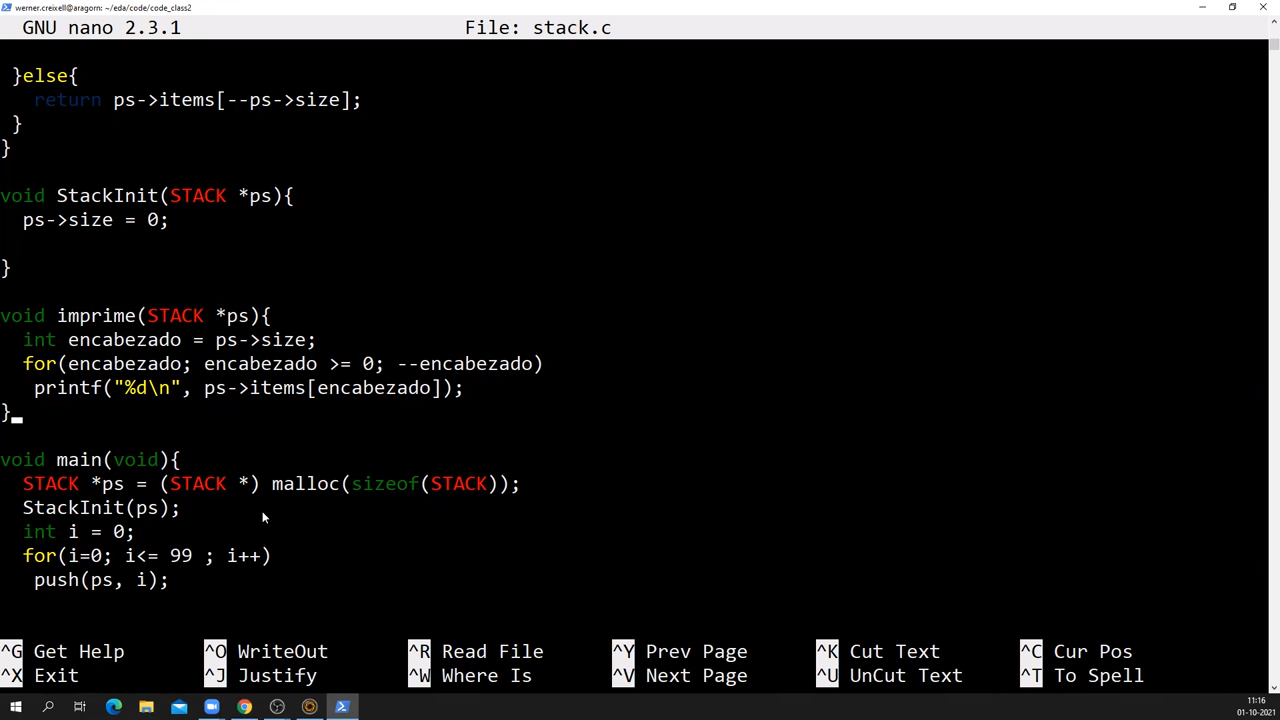 werner.creixell@aragorn: ~/eda/code/code_class2
GNU nano 2.3.1 File: stack.c
}else{
return ps->items[--ps->size];
}
}
void StackInit(STACK *ps){
ps->size = 0;
}
void imprime(STACK *ps){
int encabezado = ps->size;
for(encabezado; encabezado >= 0; --encabezado)
printf("%d\n", ps->items[encabezado]);
}
void main(void){
STACK *ps = (STACK *) malloc(sizeof(STACK));
StackInit(ps);
int i = 0;
for(i=0; i<= 99 ; i++)
push(ps, i);
^G Get Help ^O WriteOut ^R Read File ^Y Prev Page ^K Cut Text ^C Cur Pos
^X Exit ^J Justify ^W Where Is ^V Next Page ^U UnCut Text ^T To Spell
11:16
01-10-2021